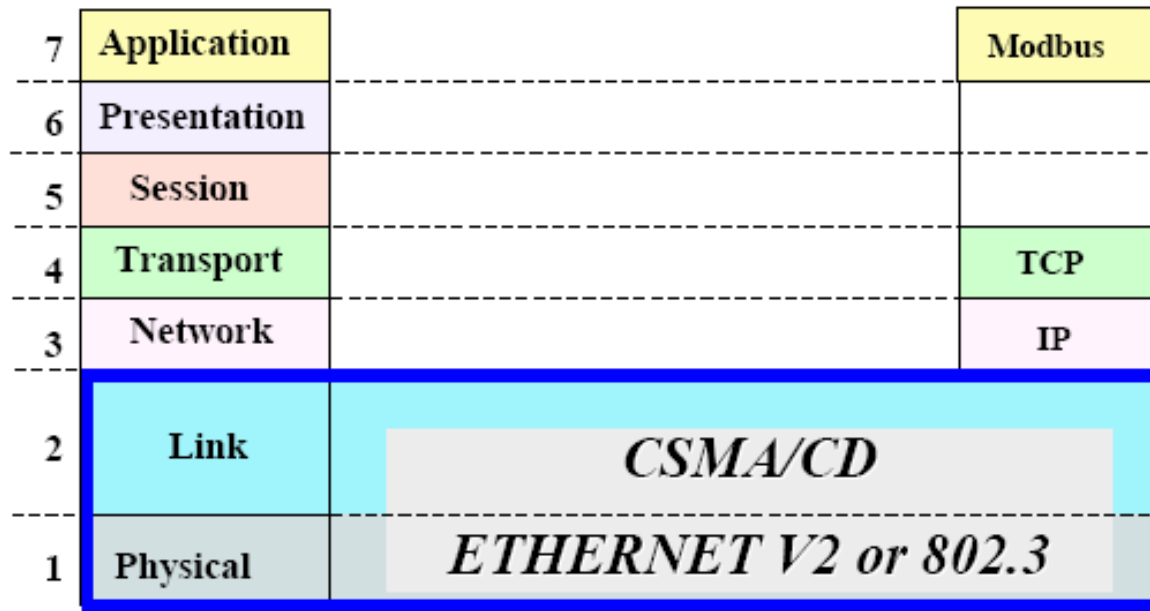 7 Application Modbus
6 Presentation
5 Session
4 Transport TCP
3 Network IP
2 Link CSMA/CD
1 Physical ETHERNET V2 or 802.3